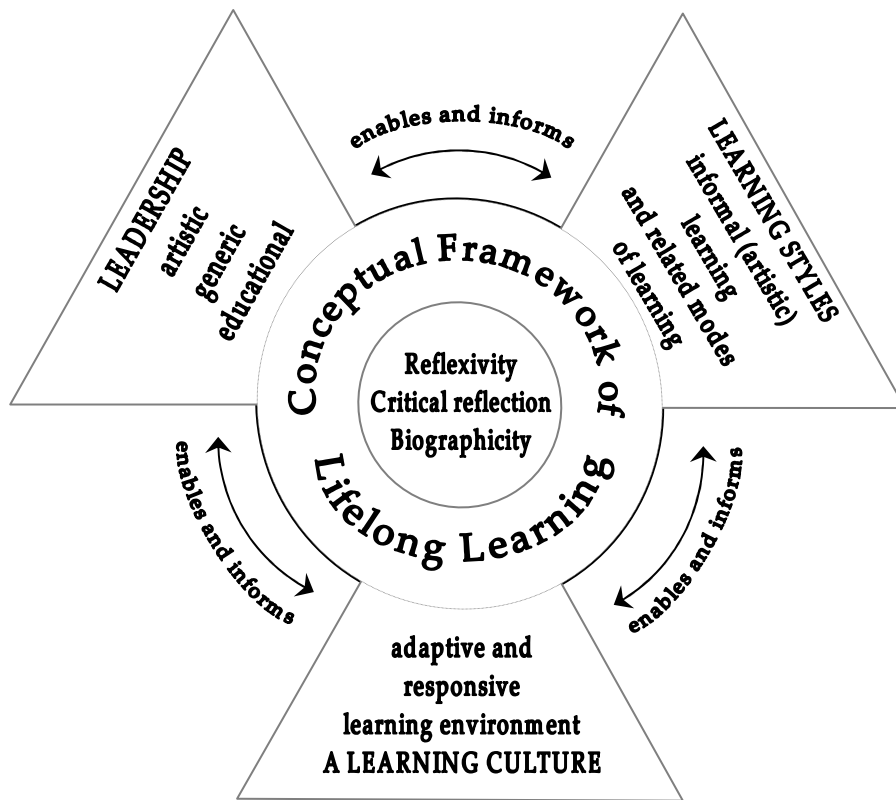 enables and informs
LEADERSHIP
artistic
generic
educational
LEARNING STYLES
informal (artistic)
learning
and related modes
of learning
Conceptual Framework of
Lifelong Learning
Reflexivity
Critical reflection
Biographicity
enables and informs
enables and informs
adaptive and
responsive
learning environment
A LEARNING CULTURE